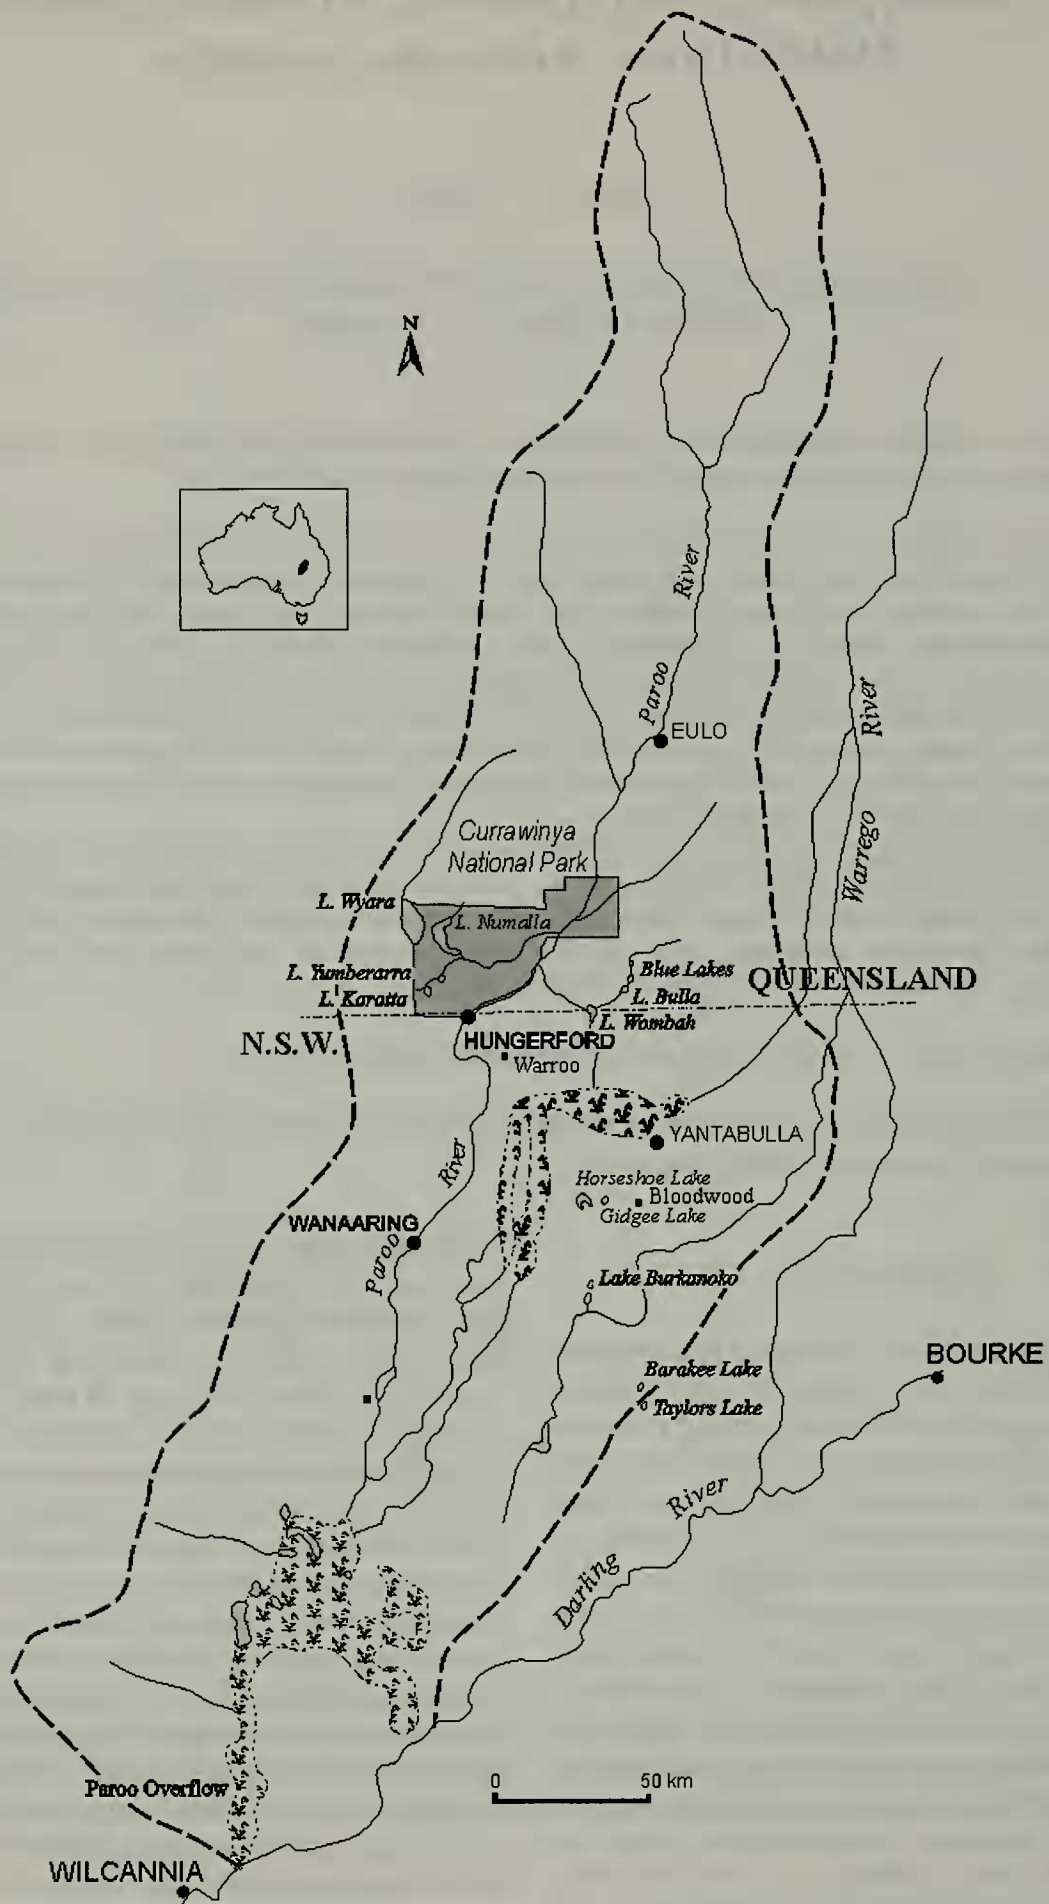 N
River
Paroo
EULO
River
Warrego
Currawinya
National Park
L. Wyara
L. Numalla
L. Yumberarra
L. Karatta
Blue Lakes
L. Bulla
QUEENSLAND
L. Wombah
N.S.W.
HUNGERFORD
Warroo
YANTABULLA
River
Horseshoe Lake
Bloodwood
Gidgee Lake
WANAARING
Paroo
Lake Burkanoko
Barakee Lake
BOURKE
Taylors Lake
River
Darling
0 50 km
Paroo Overflow
WILCANNIA